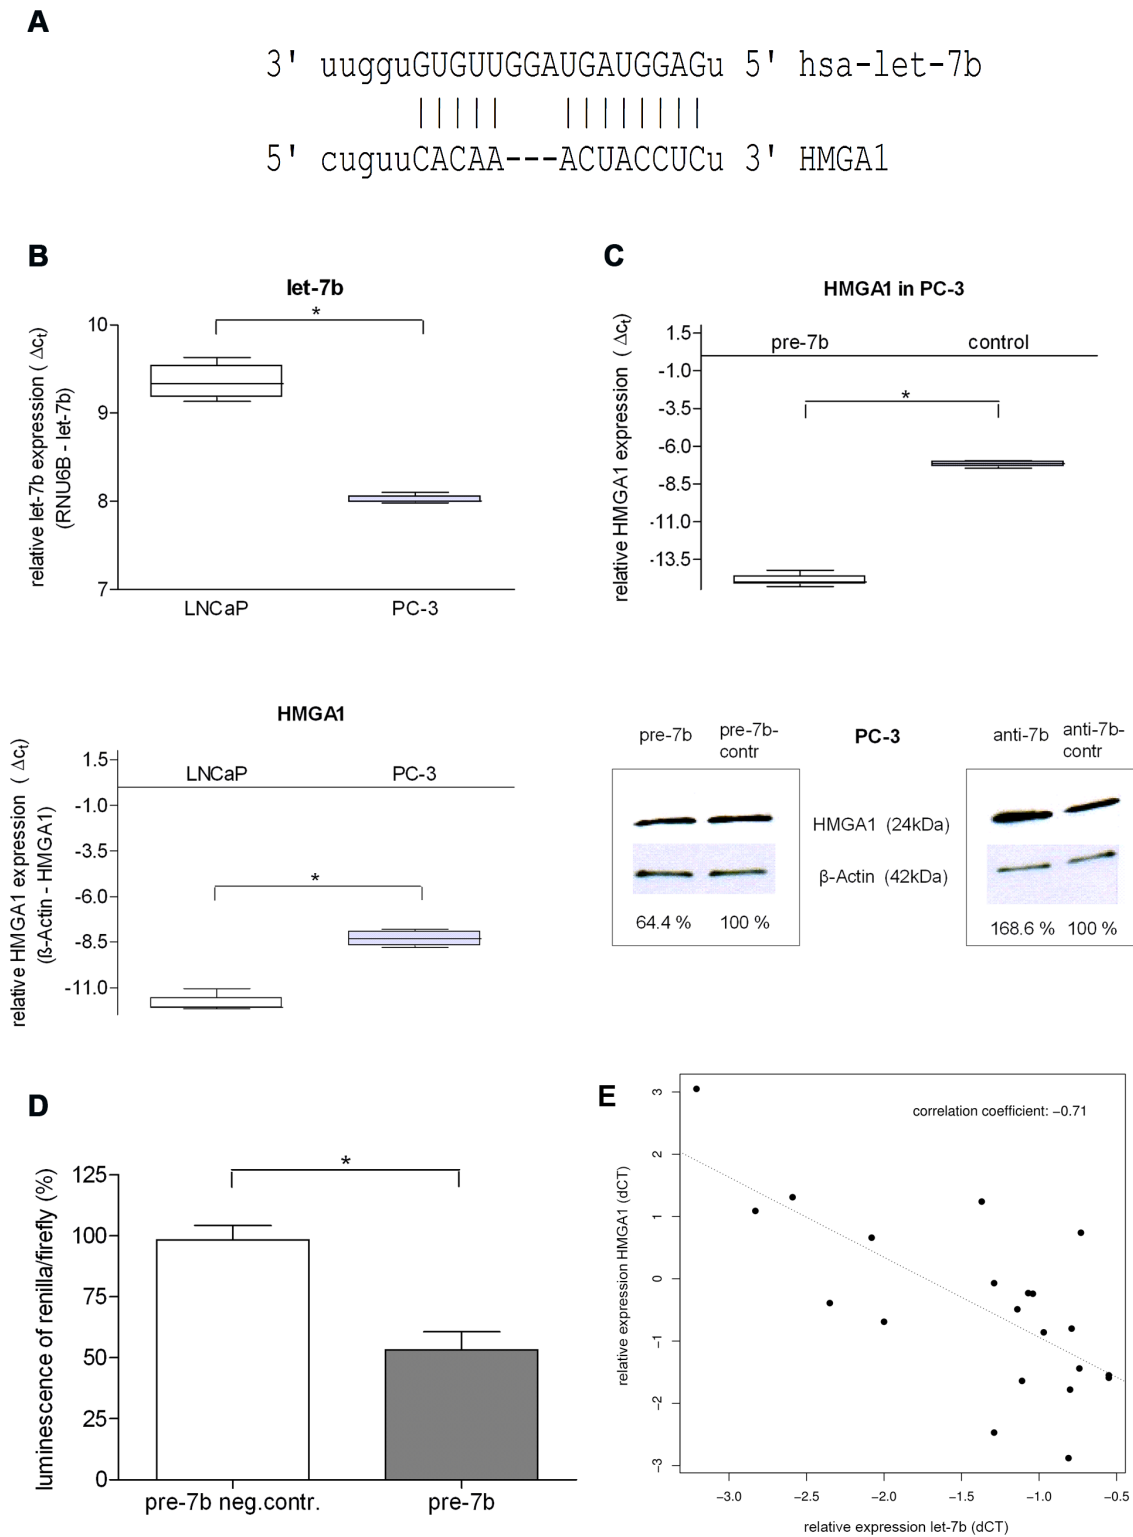 A
3' uugguGUGUUGGAUGAUGGAGu 5' hsa-let-7b
||||| ||||||||
5' cuguuCACAA---ACUACCUCu 3' HMGA1
B
let-7b
*
relative let-7b expression ( Δct)
(RNU6B - let-7b)
10
9
8
7
LNCaP PC-3
C
HMGA1 in PC-3
relative HMGA1 expression ( Δct)
1.5
-1.0
-3.5
-6.0
-8.5
-11.0
-13.5
pre-7b control
*
HMGA1
relative HMGA1 expression ( Δct)
(ß-Actin - HMGA1)
1.5
-1.0
-3.5
-6.0
-8.5
-11.0
LNCaP PC-3
*
pre-7b pre-7b-
contr
PC-3
anti-7b anti-7b-
contr
HMGA1 (24kDa)
β-Actin (42kDa)
64.4 % 100 %
168.6 % 100 %
D
luminescence of renilla/firefly (%)
125
100
75
50
25
0
*
pre-7b neg.contr. pre-7b
E
correlation coefficient: −0.71
relative expression HMGA1 (dCT)
3
2
1
0
−1
−2
−3
−3.0 −2.5 −2.0 −1.5 −1.0 −0.5
relative expression let-7b (dCT)